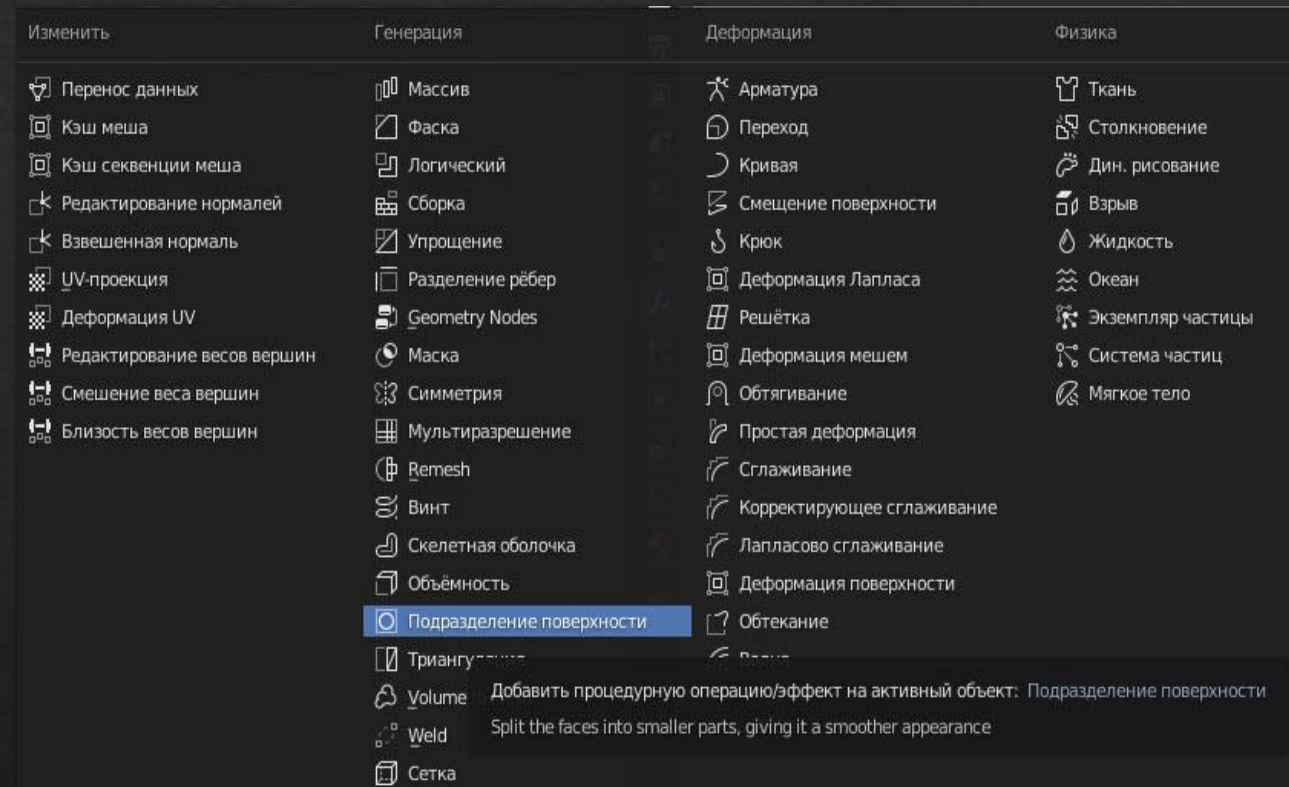 Изменить
Перенос данных
Кэш меша
Кэш секвенции меша
Редактирование нормалей
Взвешенная нормаль
UV-проекция
Деформация UV
Редактирование весов вершин
Смешение веса вершин
Близость весов вершин
Генерация
Массив
Фаска
Логический
Сборка
Упрощение
Разделение рёбер
Geometry Nodes
Маска
Симметрия
Мультиразрешение
Remesh
Винт
Скелетная оболочка
Объёмность
Подразделение поверхности
Volume
Weld
Сетка
Деформация
Арматура
Переход
Кривая
Смещение поверхности
Крюк
Деформация Лапласа
Решётка
Деформация мешем
Обтягивание
Простая деформация
Сглаживание
Корректирующее сглаживание
Лапласово сглаживание
Деформация поверхности
Обтекание
Физика
Ткань
Столкновение
Дин. рисование
Взрыв
Жидкость
Океан
Экземпляр частицы
Система частиц
Мягкое тело
Добавить процедурную операцию/эффект на активный объект: Подразделение поверхности
Split the faces into smaller parts, giving it a smoother appearance